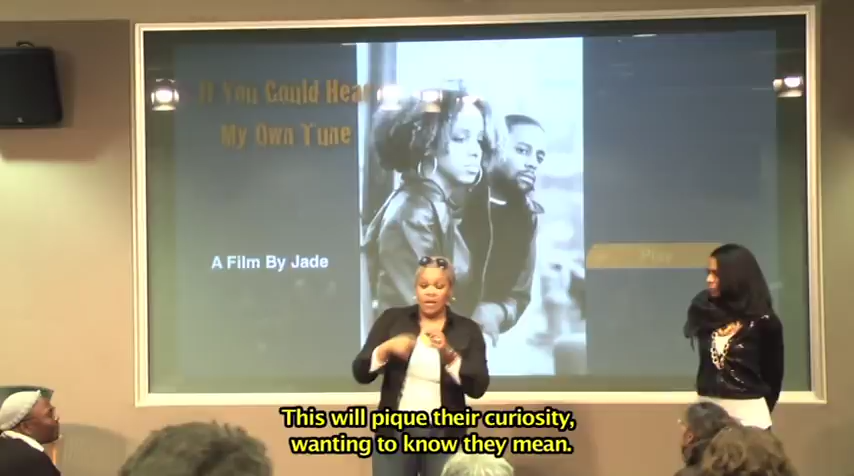 If You Could Hear
My Own Tune
A Film By Jade
Play
This will pique their curiosity,
wanting to know they mean.